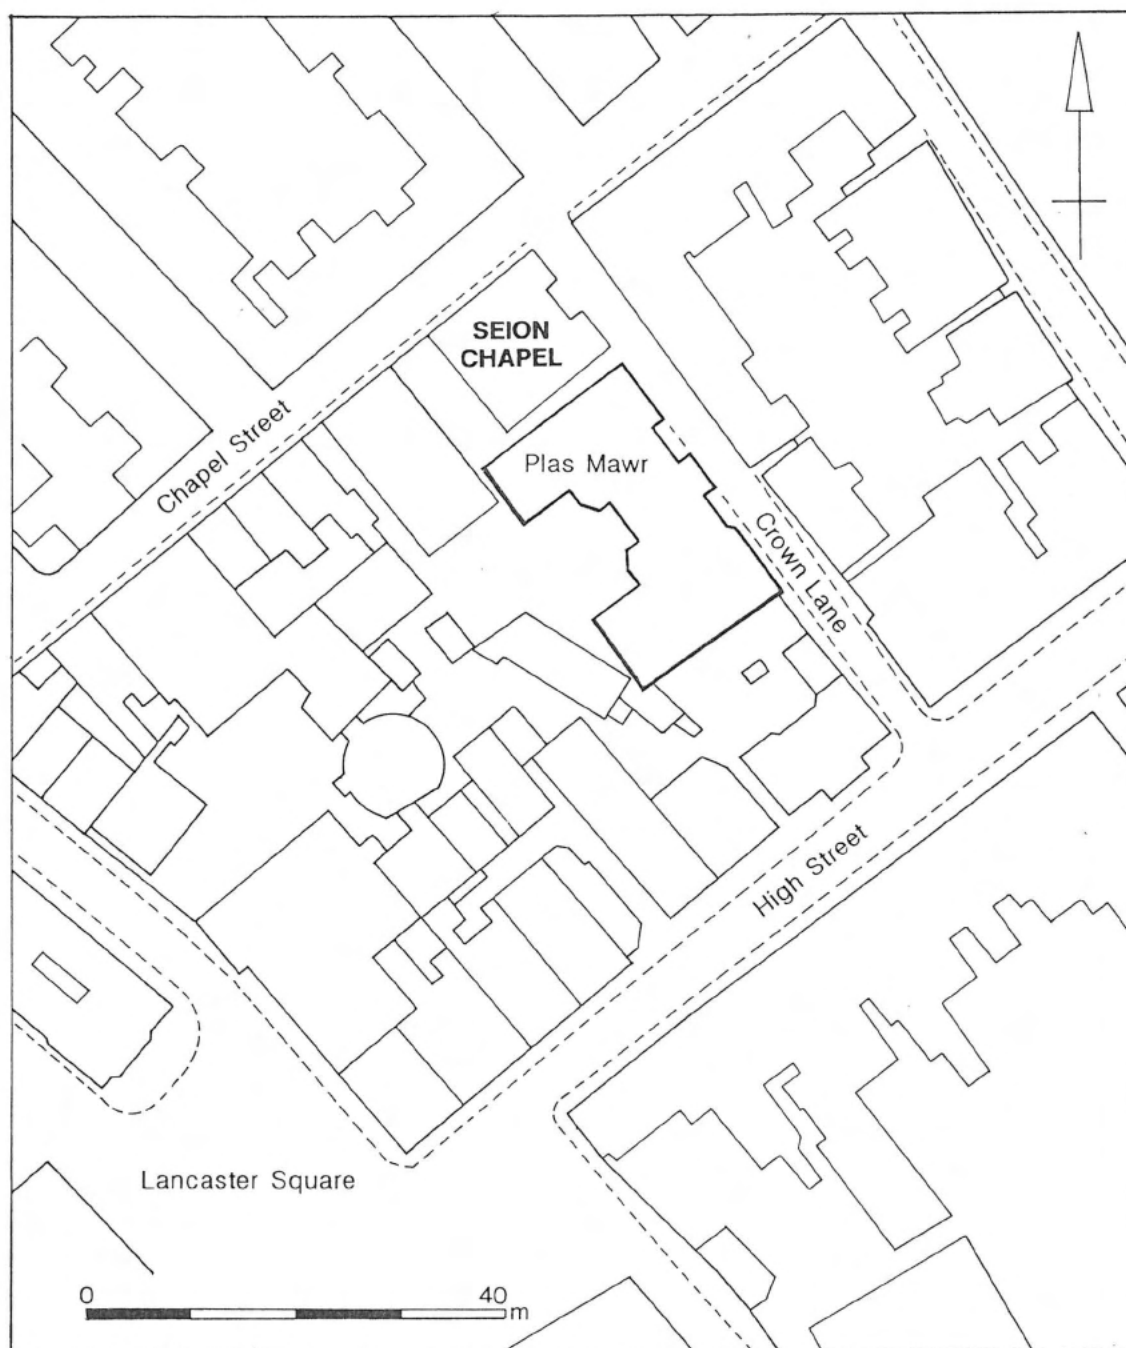 SEION
CHAPEL
Chapel Street
Plas Mawr
Crown Lane
High Street
Lancaster Square
0 40
m